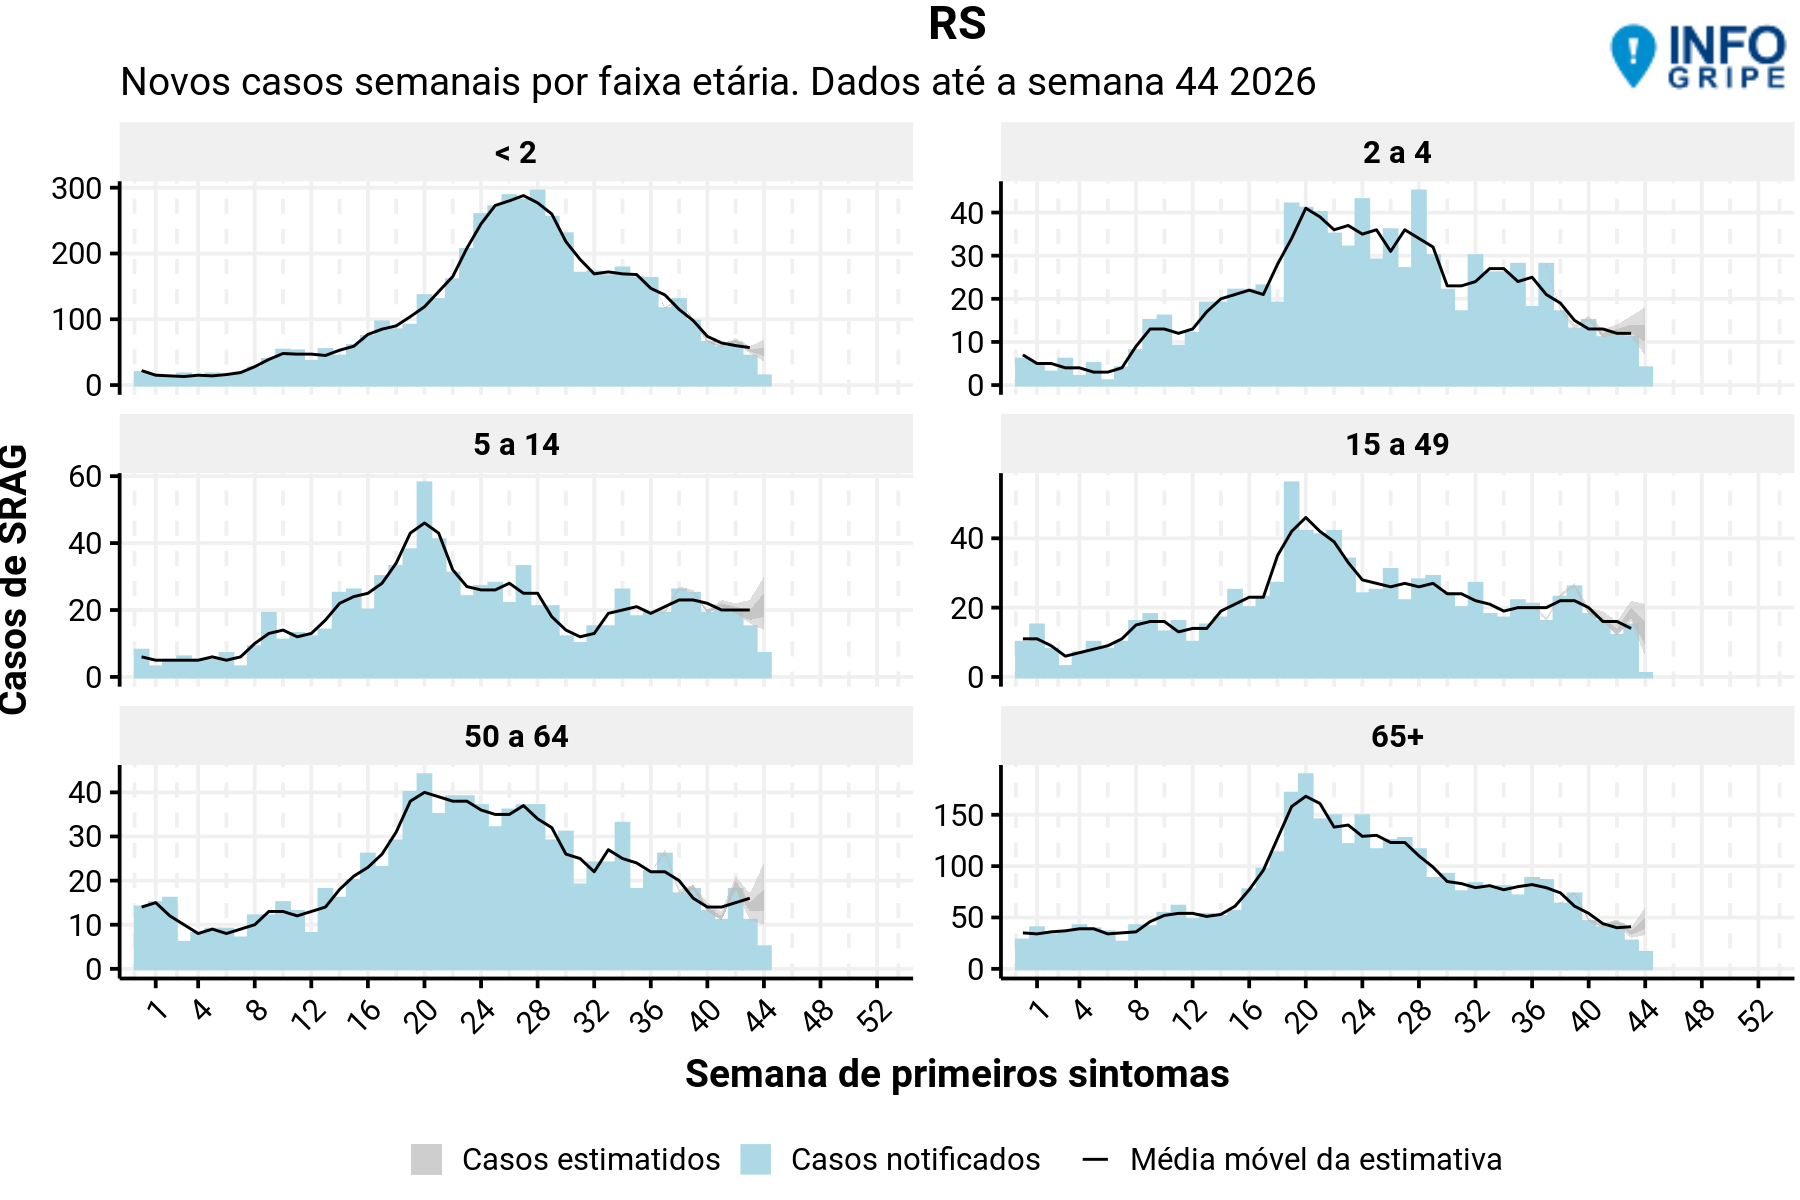 RS
INFO
GRIPE
Novos casos semanais por faixa etária. Dados até a semana 44 2026
< 2
2 a 4
300
200
100
0
40
30
20
10
0
5 a 14
15 a 49
60
40
20
0
40
20
0
50 a 64
65+
40
30
20
10
0
150
100
50
0
Casos de SRAG
1 4 8 12 16 20 24 28 32 36 40 44 48 52
1 4 8 12 16 20 24 28 32 36 40 44 48 52
Semana de primeiros sintomas
Casos estimatidos Casos notificados Média móvel da estimativa